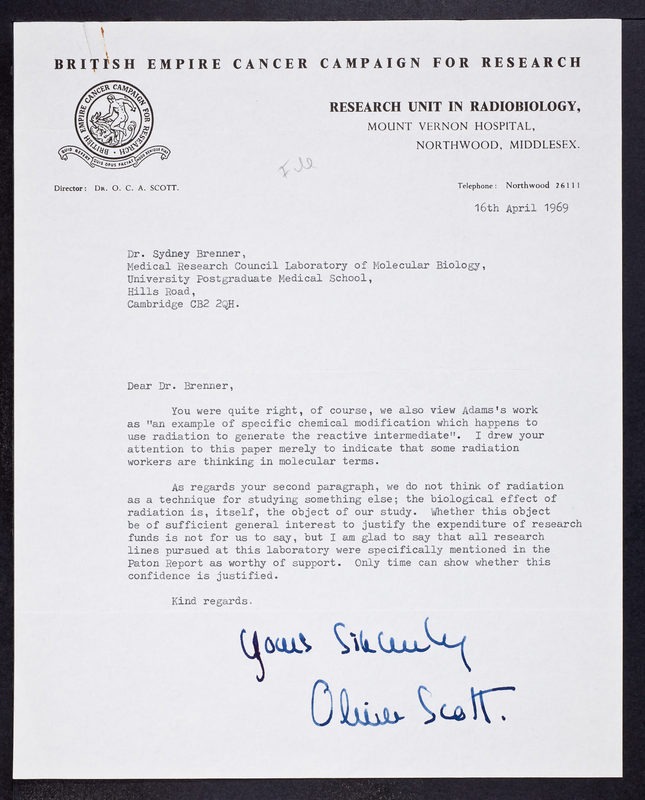 BRITISH EMPIRE CANCER CAMPAIGN FOR RESEARCH
BRITISH EMPIRE CANCER CAMPAIGN FOR RESEARCH
RESEARCH UNIT IN RADIOBIOLOGY,
MOUNT VERNON HOSPITAL,
NORTHWOOD, MIDDLESEX.
File
Director: DR. O. C. A. SCOTT.
Telephone: Northwood 26111
16th April 1969
Dr. Sydney Brenner,
Medical Research Council Laboratory of Molecular Biology,
University Postgraduate Medical School,
Hills Road,
Cambridge CB2 2QH.
Dear Dr. Brenner,
You were quite right, of course, we also view Adams's work
as "an example of specific chemical modification which happens to
use radiation to generate the reactive intermediate". I drew your
attention to this paper merely to indicate that some radiation
workers are thinking in molecular terms.
As regards your second paragraph, we do not think of radiation
as a technique for studying something else; the biological effect of
radiation is, itself, the object of our study. Whether this object
be of sufficient general interest to justify the expenditure of research
funds is not for us to say, but I am glad to say that all research
lines pursued at this laboratory were specifically mentioned in the
Paton Report as worthy of support. Only time can show whether this
confidence is justified.
Kind regards.
Yours Sincerely
Oliver Scott.